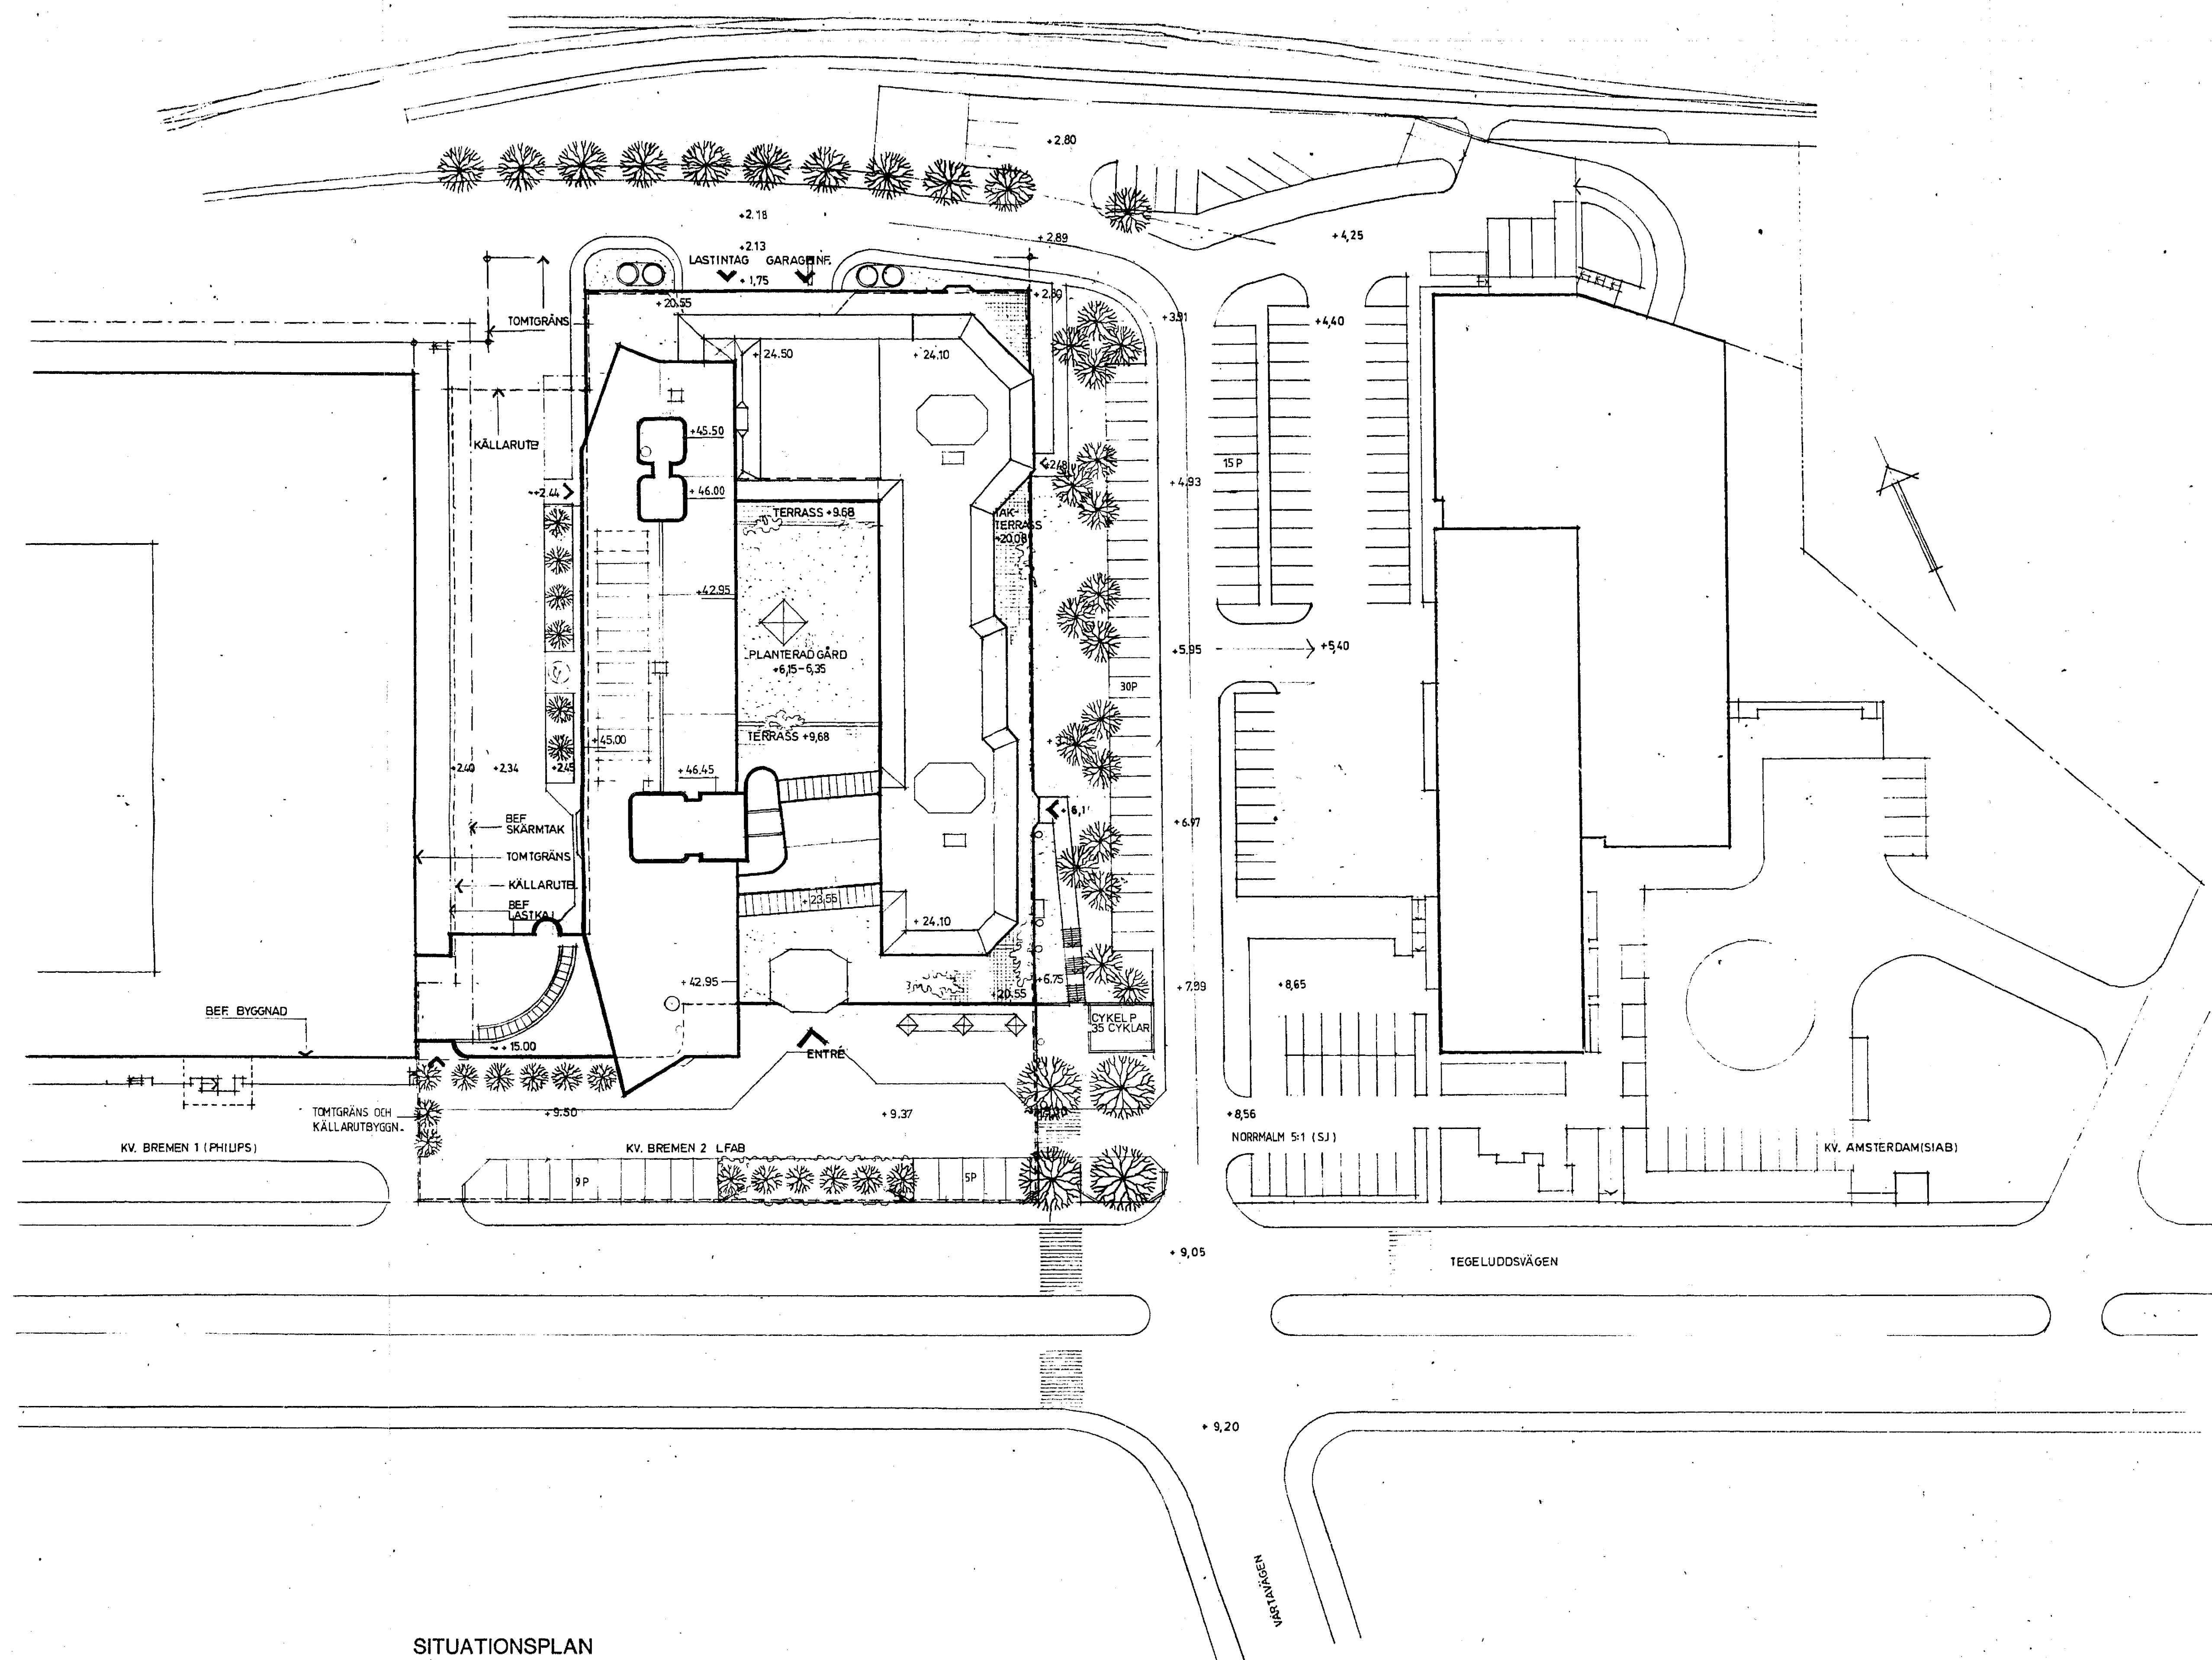 +2.80
+2.18
+4,25
+2.89
+2.13
LASTINTAG GARAGEINF.
+1,75
+20.55
TOMTGRÄNS
+3.91
+4,40
+24.50
+24.10
+45.50
KÄLLARUTB
15 P
~+2.44
+46.00
+4.93
TERRASS +9.68
TAK-
TERRASS
+20.08
+42.95
PLANTERAD GÅRD
+6,15-6,35
+5.95
+5,40
30P
+45.00
TERRASS +9,68
+2.40
+2.34
+2.45
+46.45
+6.97
BEF
SKÄRMTAK
TOMTGRÄNS
KÄLLARUTB.
BEF
LASTKAJ
+23,55
+24.10
+42.95
+6.75
+20.55
+7.99
+8,65
BEF. BYGGNAD
CYKEL P
35 CYKLAR
~+15.00
ENTRÉ
TOMTGRÄNS OCH
KÄLLARUTBYGGN.
+9.50
+9.37
+8,56
NORRMALM 5:1 (SJ)
KV. BREMEN 1 (PHILIPS)
KV. BREMEN 2 LFAB
KV. AMSTERDAM(SIAB)
9 P
5P
+9,05
TEGELUDDSVÄGEN
+9,20
VÄRTAVÄGEN
SITUATIONSPLAN